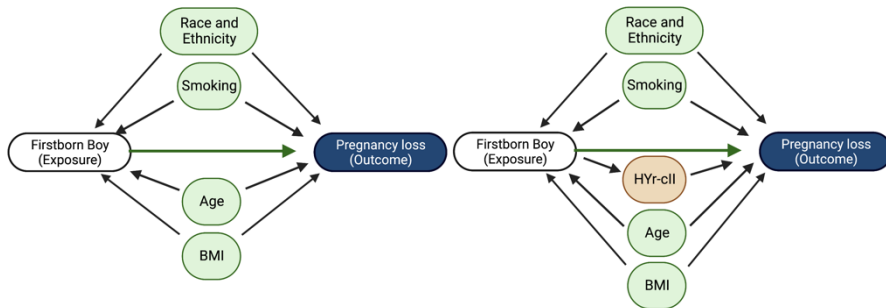 Race and
Ethnicity
Smoking
Firstborn Boy
(Exposure)
Pregnancy loss
(Outcome)
Age
BMI
Race and
Ethnicity
Smoking
Firstborn Boy
(Exposure)
Pregnancy loss
(Outcome)
HYr-cII
Age
BMI